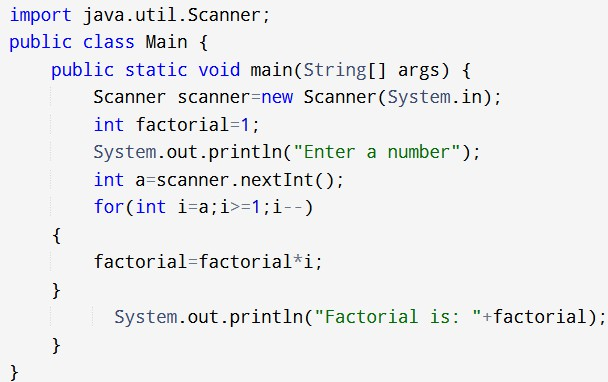 import java.util.Scanner;
public class Main {
    public static void main(String[] args) {
        Scanner scanner=new Scanner(System.in);
        int factorial=1;
        System.out.println("Enter a number");
        int a=scanner.nextInt();
        for(int i=a;i>=1;i--)
    {
        factorial=factorial*i;
    }
          System.out.println("Factorial is: "+factorial);
    }
}